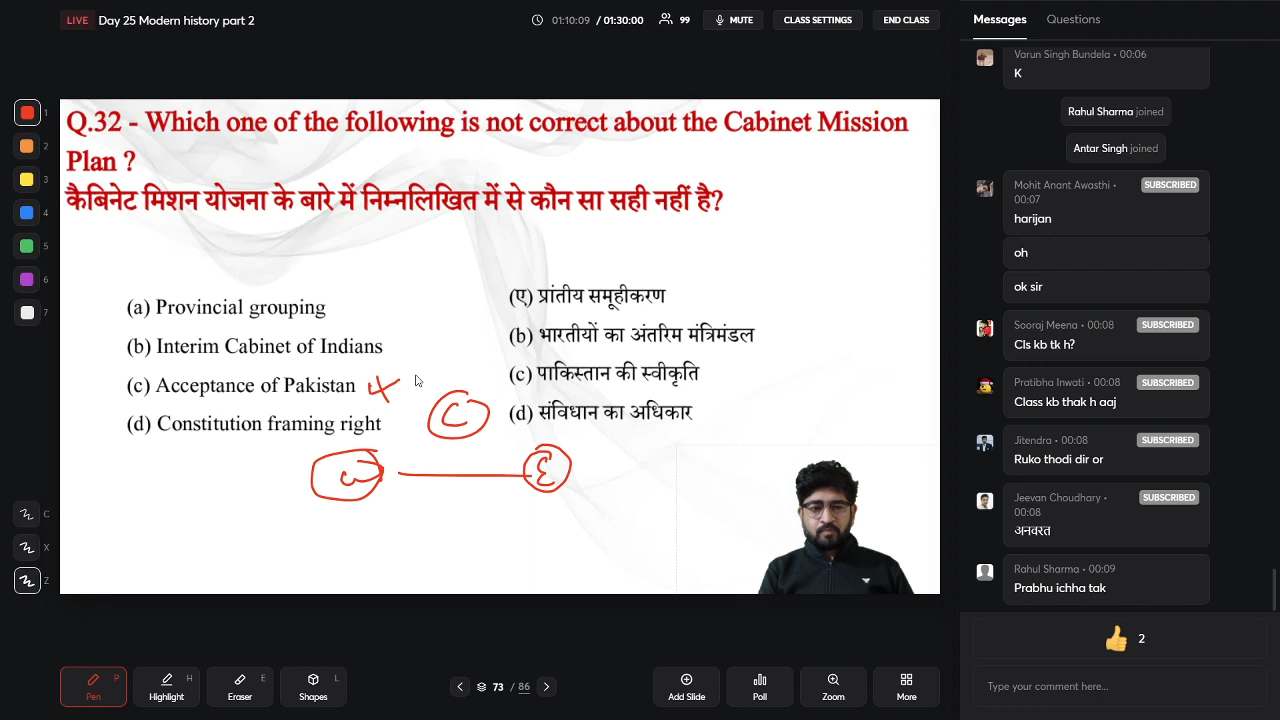 LIVE Day 25 Modern history part 2
01:10:09 / 01:30:00 99 MUTE CLASS SETTINGS END CLASS
Q.32 - Which one of the following is not correct about the Cabinet Mission
Plan ?
कैबिनेट मिशन योजना के बारे में निम्नलिखित में से कौन सा सही नहीं है?
(a) Provincial grouping
(b) Interim Cabinet of Indians
(c) Acceptance of Pakistan
(d) Constitution framing right
(ए) प्रांतीय समूहीकरण
(b) भारतीयों का अंतरिम मंत्रिमंडल
(c) पाकिस्तान की स्वीकृति
(d) संविधान का अधिकार
C
1
2
3
4
5
6
7
C
X
Z
Pen P
Highlight H
Eraser E
Shapes L
73 / 86
Add Slide
Poll
Zoom
More
Messages Questions
Varun Singh Bundela • 00:06
K
Rahul Sharma joined
Antar Singh joined
Mohit Anant Awasthi • SUBSCRIBED
00:07
harijan
oh
ok sir
Sooraj Meena • 00:08 SUBSCRIBED
Cls kb tk h?
Pratibha Inwati • 00:08 SUBSCRIBED
Class kb thak h aaj
Jitendra • 00:08 SUBSCRIBED
Ruko thodi dir or
Jeevan Choudhary • SUBSCRIBED
00:08
अनवरत
Rahul Sharma • 00:09
Prabhu ichha tak
2
Type your comment here...